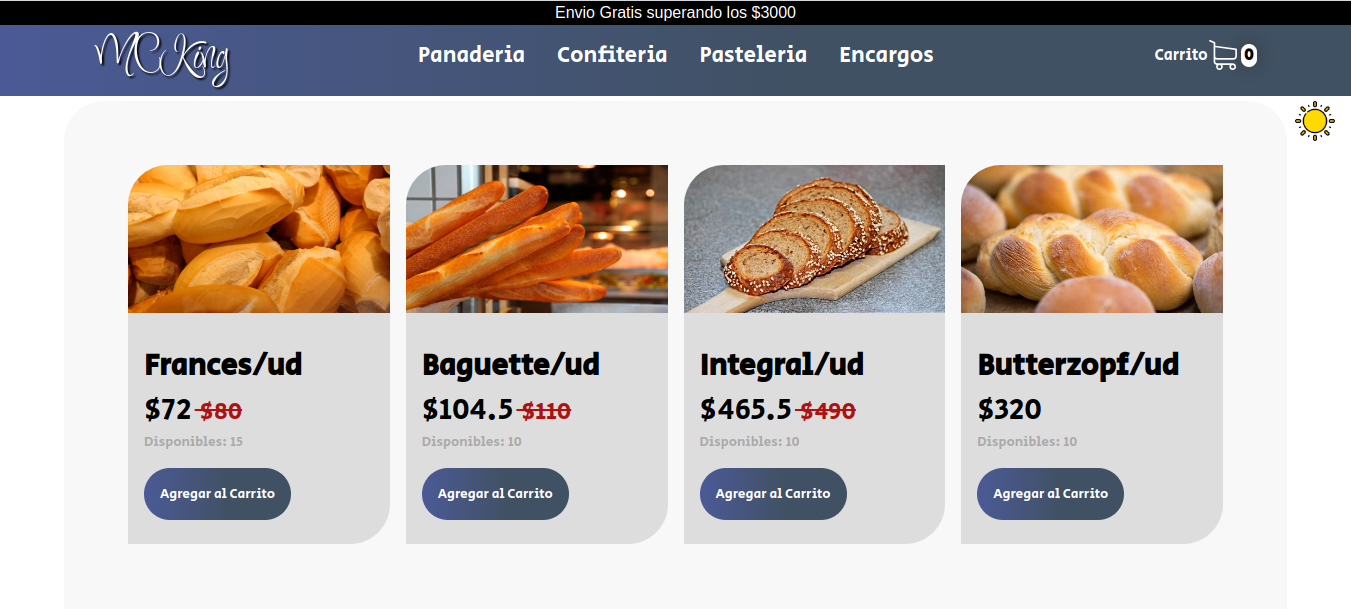 Envio Gratis superando los $3000
MCKing
Panaderia Confiteria Pasteleria Encargos
Carrito 0
Frances/ud
$72 $80
Disponibles: 15
Agregar al Carrito
Baguette/ud
$104.5 $110
Disponibles: 10
Agregar al Carrito
Integral/ud
$465.5 $490
Disponibles: 10
Agregar al Carrito
Butterzopf/ud
$320
Disponibles: 10
Agregar al Carrito